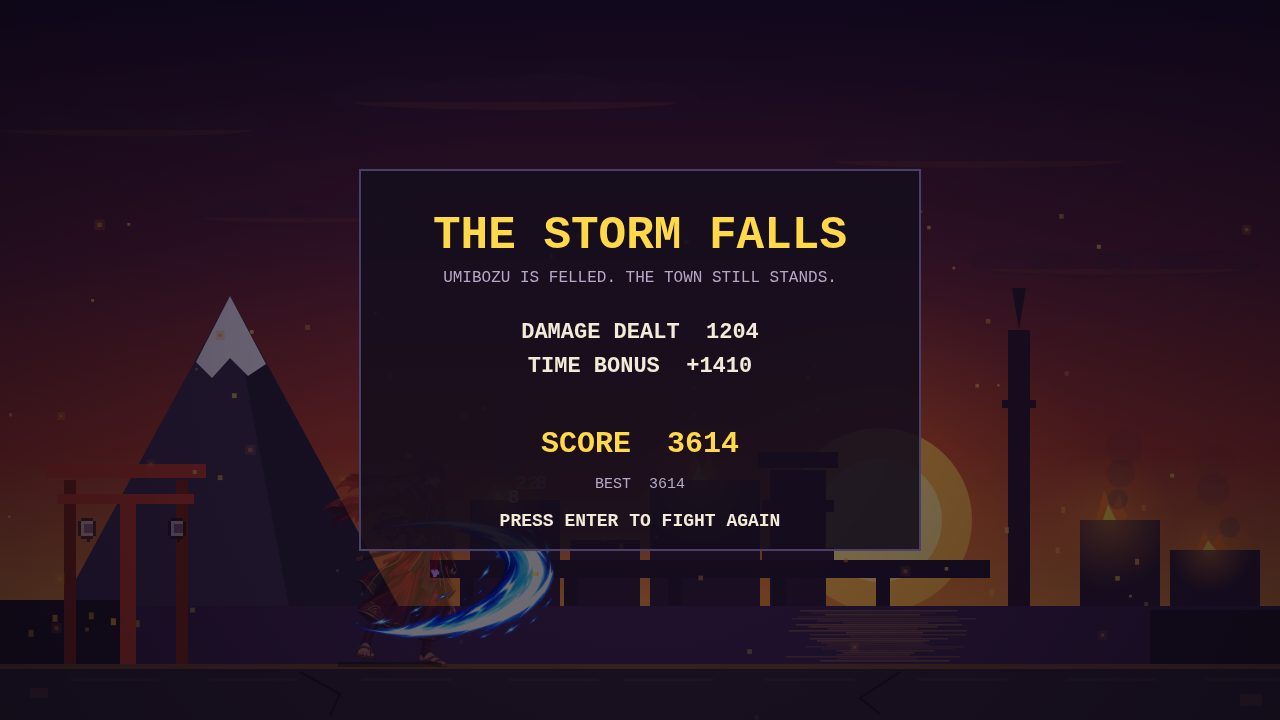 THE STORM FALLS
UMIBOZU IS FELLED. THE TOWN STILL STANDS.
DAMAGE DEALT  1204
TIME BONUS  +1410
SCORE  3614
BEST  3614
PRESS ENTER TO FIGHT AGAIN